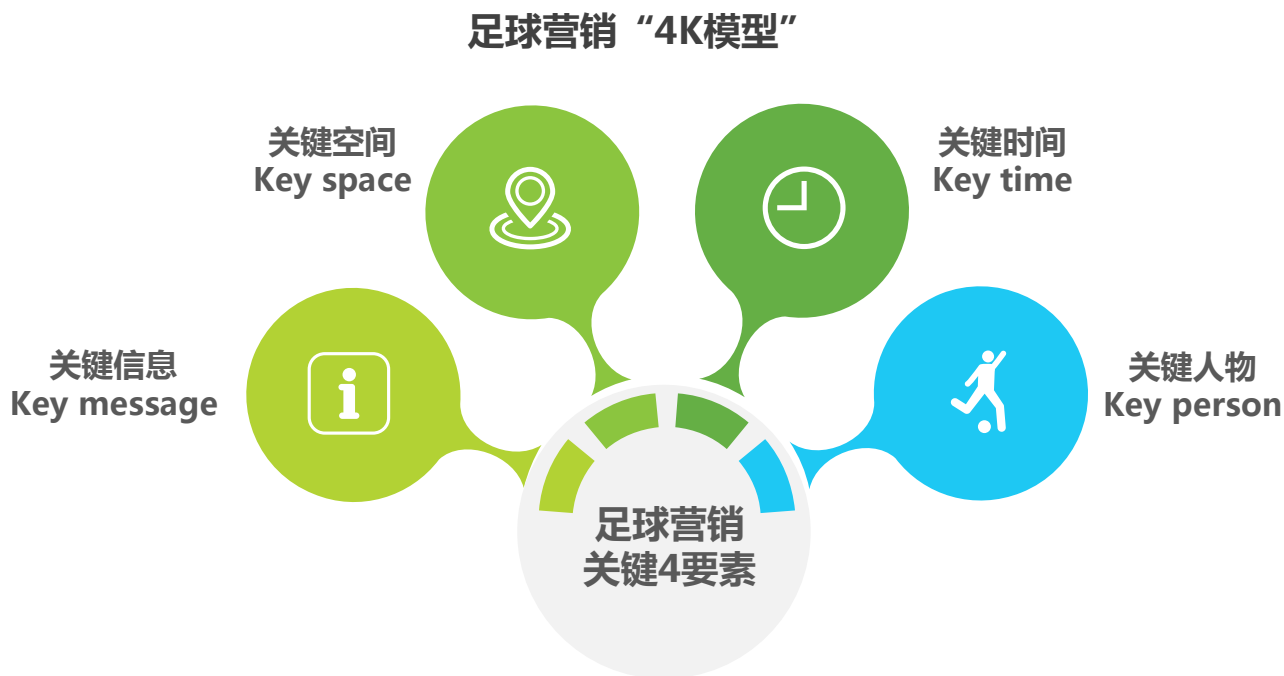 足球营销“4K模型”
关键空间
Key space
关键时间
Key time
关键信息
Key message
关键人物
Key person
足球营销
关键4要素